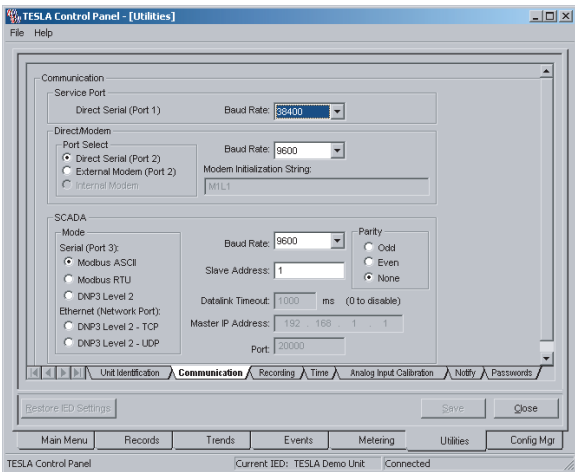 TESLA Control Panel - [Utilities]
File Help
Communication
Service Port
Direct Serial (Port 1) Baud Rate: 38400
Direct/Modem
Port Select
Direct Serial (Port 2)
External Modem (Port 2)
Internal Modem
Baud Rate: 9600
Modem Initialization String:
M1L1
SCADA
Mode
Serial (Port 3):
Modbus ASCII
Modbus RTU
DNP3 Level 2
Ethernet (Network Port):
DNP3 Level 2 - TCP
DNP3 Level 2 - UDP
Baud Rate: 9600
Slave Address: 1
Datalink Timeout: 1000 ms (0 to disable)
Master IP Address: 192 . 168 . 1 . 1
Port: 20000
Parity
Odd
Even
None
Unit Identification Communication Recording Time Analog Input Calibration Notify Passwords
Restore IED Settings Save Close
Main Menu Records Trends Events Metering Utilities Config Mgr
TESLA Control Panel Current IED: TESLA Demo Unit Connected